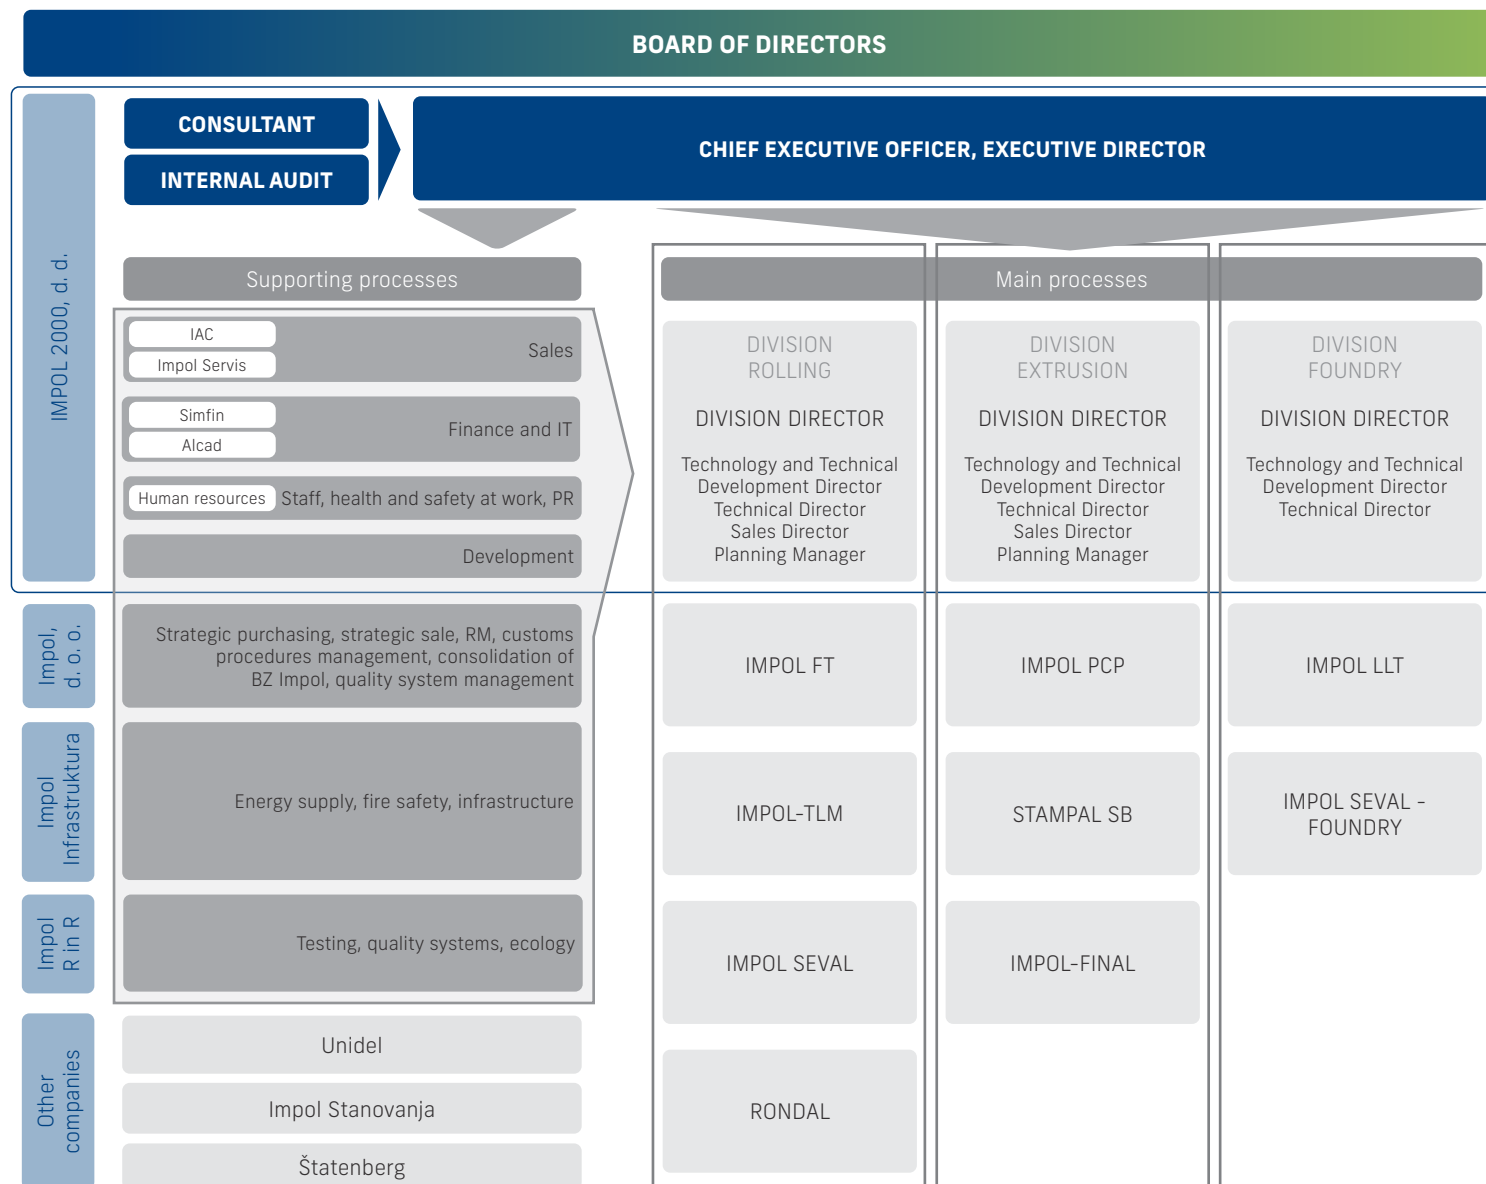 BOARD OF DIRECTORS
IMPOL 2000, d. d.
CONSULTANT
INTERNAL AUDIT
CHIEF EXECUTIVE OFFICER, EXECUTIVE DIRECTOR
Supporting processes
IAC
Impol Servis
Sales
Simfin
Alcad
Finance and IT
Human resources
Staff, health and safety at work, PR
Development
Main processes
DIVISION
ROLLING
DIVISION DIRECTOR
Technology and Technical
Development Director
Technical Director
Sales Director
Planning Manager
DIVISION
EXTRUSION
DIVISION DIRECTOR
Technology and Technical
Development Director
Technical Director
Sales Director
Planning Manager
DIVISION
FOUNDRY
DIVISION DIRECTOR
Technology and Technical
Development Director
Technical Director
Impol,
d. o. o.
Strategic purchasing, strategic sale, RM, customs
procedures management, consolidation of
BZ Impol, quality system management
IMPOL FT
IMPOL PCP
IMPOL LLT
Impol
Infrastruktura
Energy supply, fire safety, infrastructure
IMPOL-TLM
STAMPAL SB
IMPOL SEVAL -
FOUNDRY
Impol
R in R
Testing, quality systems, ecology
IMPOL SEVAL
IMPOL-FINAL
Other
companies
Unidel
Impol Stanovanja
Štatenberg
RONDAL